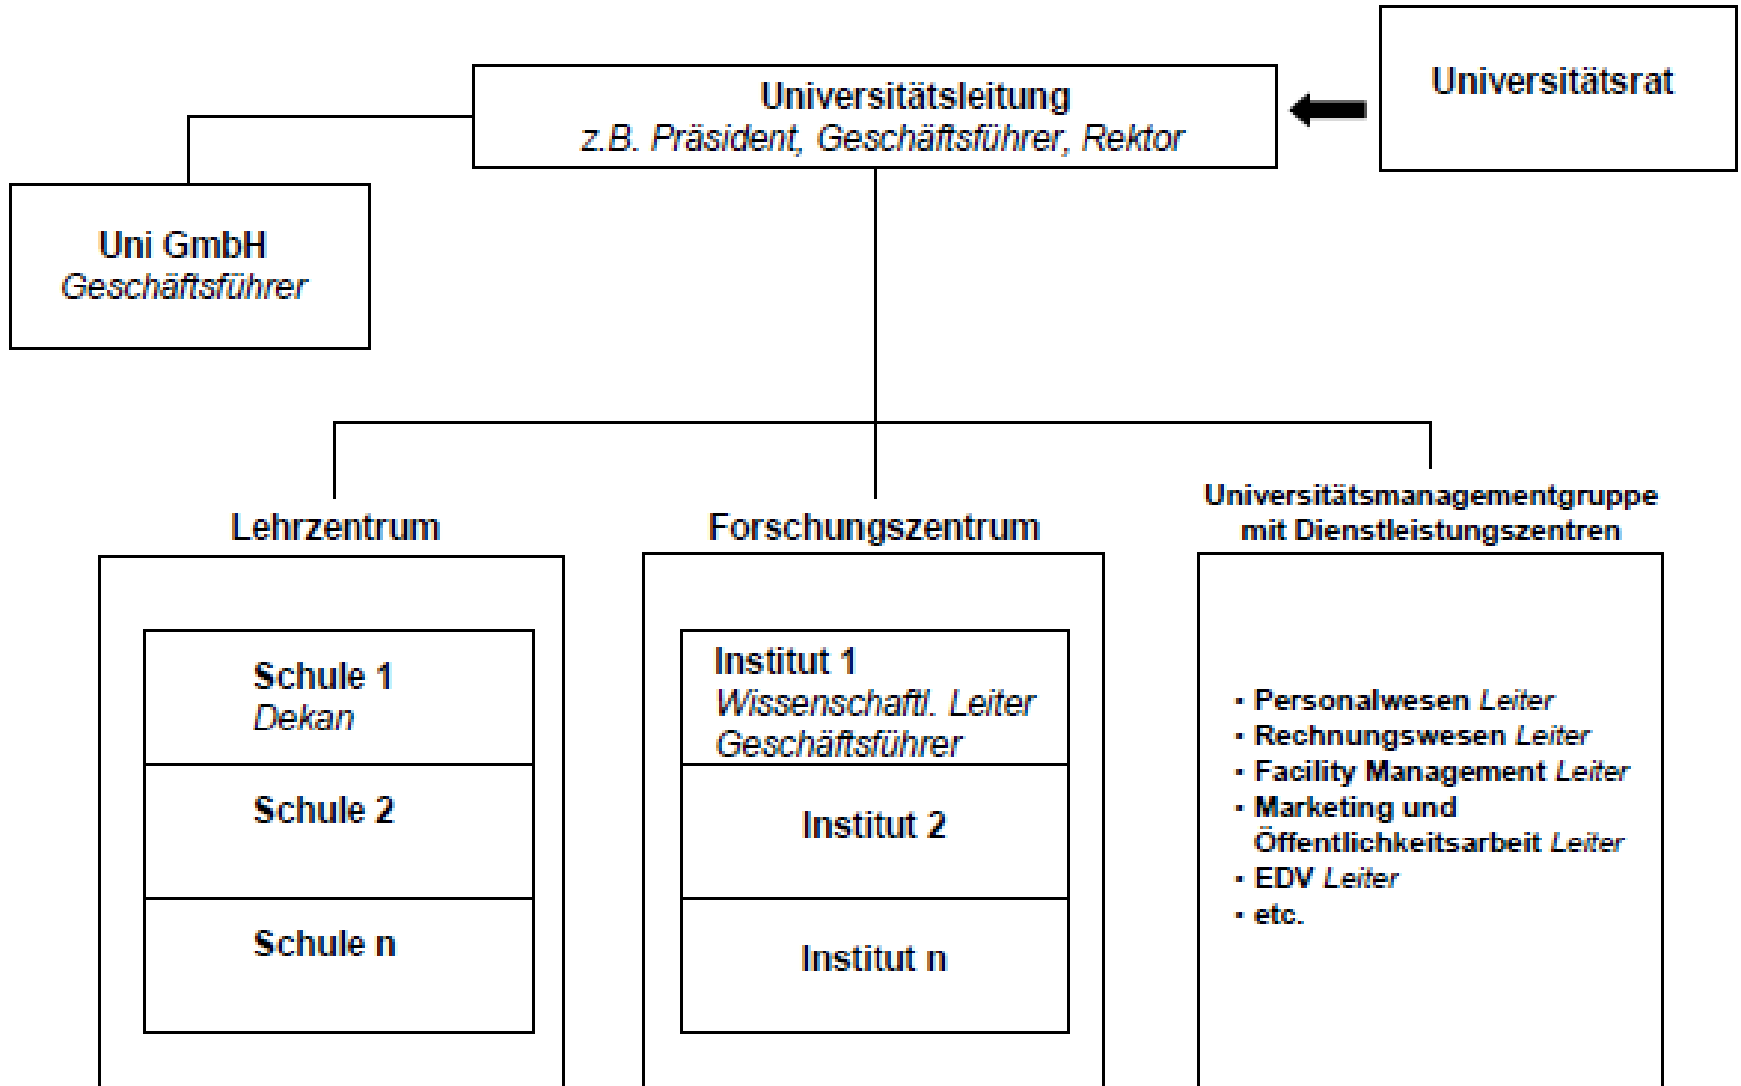 Universitätsrat
Universitätsleitung
z.B. Präsident, Geschäftsführer, Rektor
Uni GmbH
Geschäftsführer
Lehrzentrum
Schule 1
Dekan
Schule 2
Schule n
Forschungszentrum
Institut 1
Wissenschaftl. Leiter
Geschäftsführer
Institut 2
Institut n
Universitätsmanagementgruppe
mit Dienstleistungszentren
▪ Personalwesen Leiter
▪ Rechnungswesen Leiter
▪ Facility Management Leiter
▪ Marketing und
Öffentlichkeitsarbeit Leiter
▪ EDV Leiter
▪ etc.